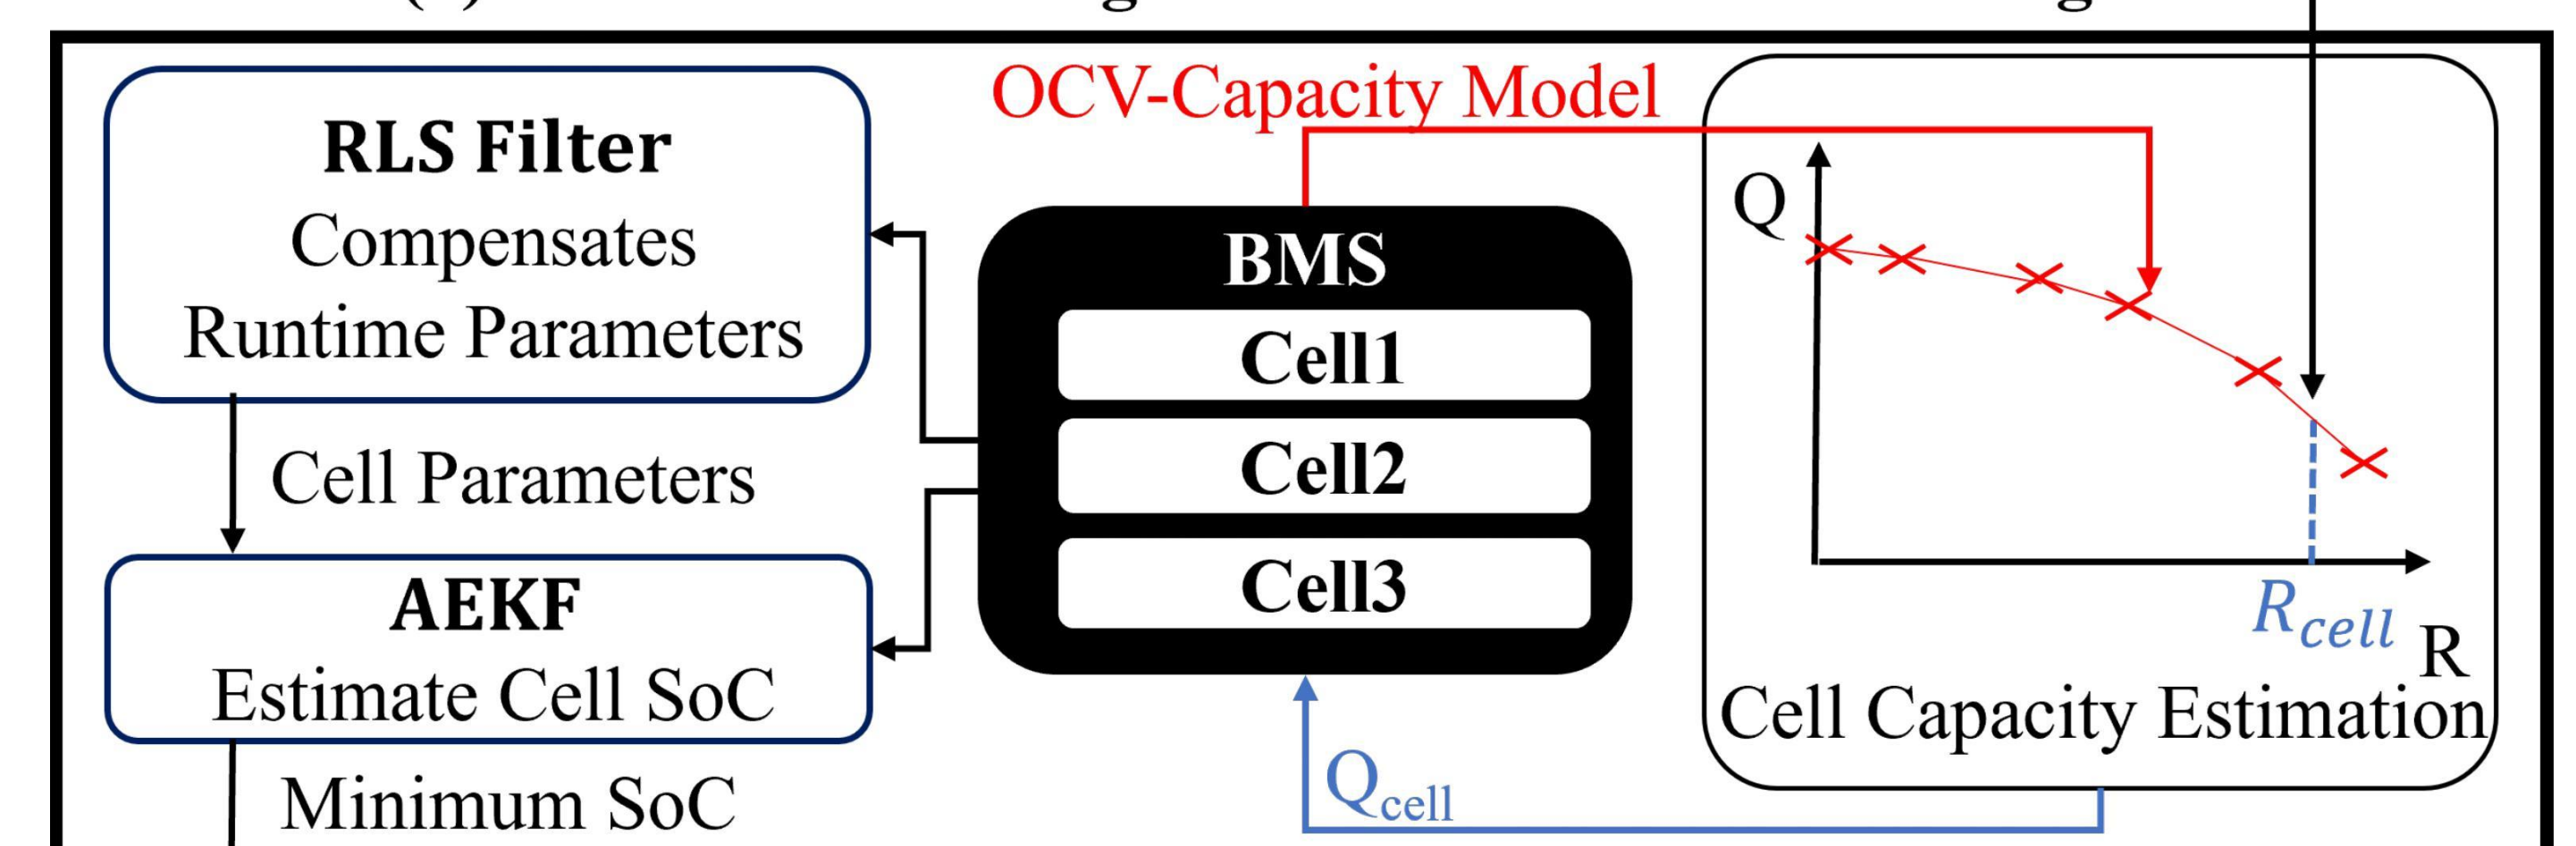 OCV-Capacity Model
RLS Filter
Compensates
Runtime Parameters
Cell Parameters
AEKF
Estimate Cell SoC
Minimum SoC
BMS
Cell1
Cell2
Cell3
Q
R_cell
R
Cell Capacity Estimation
Q_cell